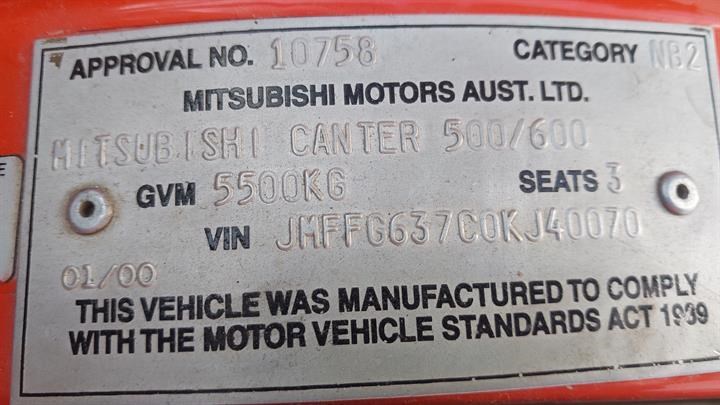 APPROVAL NO. 10758 CATEGORY NB2
MITSUBISHI MOTORS AUST. LTD.
MITSUBISHI CANTER 500/600
GVM 5500KG SEATS 3
VIN JMFFG637C0KJ40070
01/00
THIS VEHICLE WAS MANUFACTURED TO COMPLY
WITH THE MOTOR VEHICLE STANDARDS ACT 1989
E